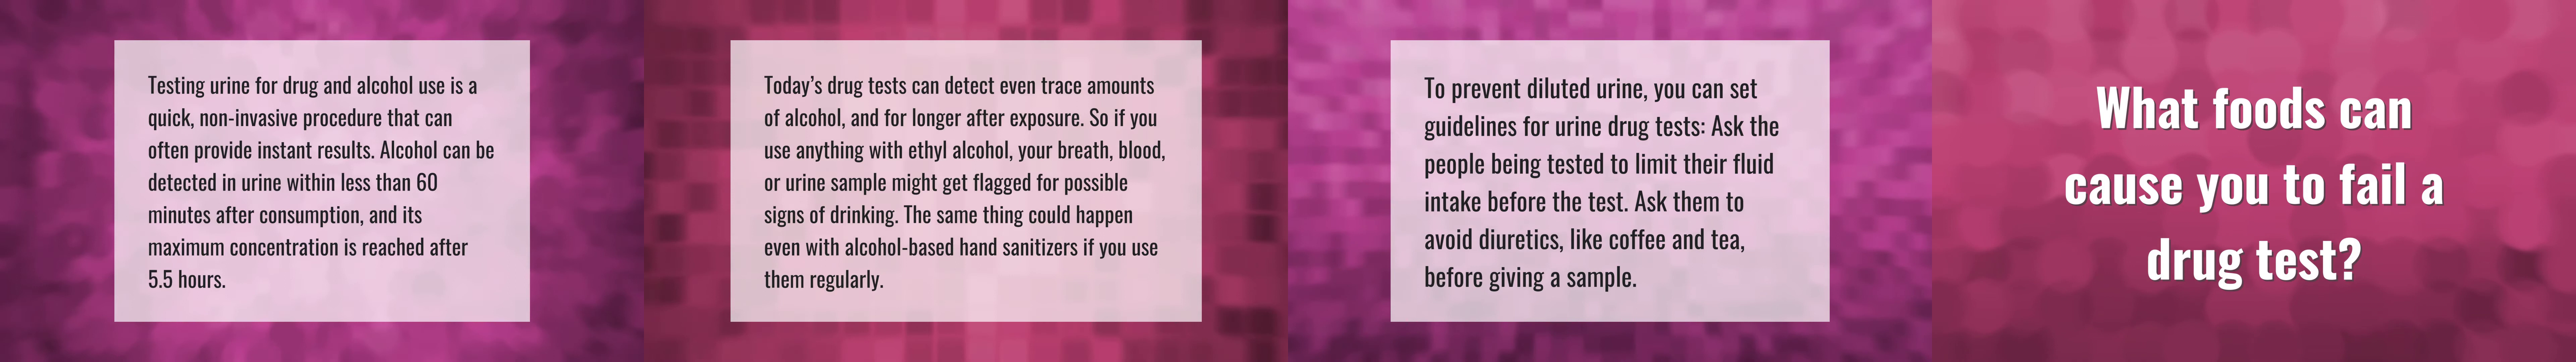 Testing urine for drug and alcohol use is a
quick, non-invasive procedure that can
often provide instant results. Alcohol can be
detected in urine within less than 60
minutes after consumption, and its
maximum concentration is reached after
5.5 hours.
Today’s drug tests can detect even trace amounts
of alcohol, and for longer after exposure. So if you
use anything with ethyl alcohol, your breath, blood,
or urine sample might get flagged for possible
signs of drinking. The same thing could happen
even with alcohol-based hand sanitizers if you use
them regularly.
To prevent diluted urine, you can set
guidelines for urine drug tests: Ask the
people being tested to limit their fluid
intake before the test. Ask them to
avoid diuretics, like coffee and tea,
before giving a sample.
What foods can
cause you to fail a
drug test?